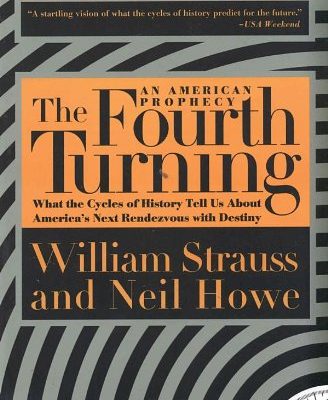 "A startling vision of what the cycles of history predict for the future."
—USA Weekend
AN AMERICAN
PROPHECY
The Fourth
Turning
What the Cycles of History Tell Us About
America's Next Rendezvous with Destiny
William Strauss
and Neil Howe